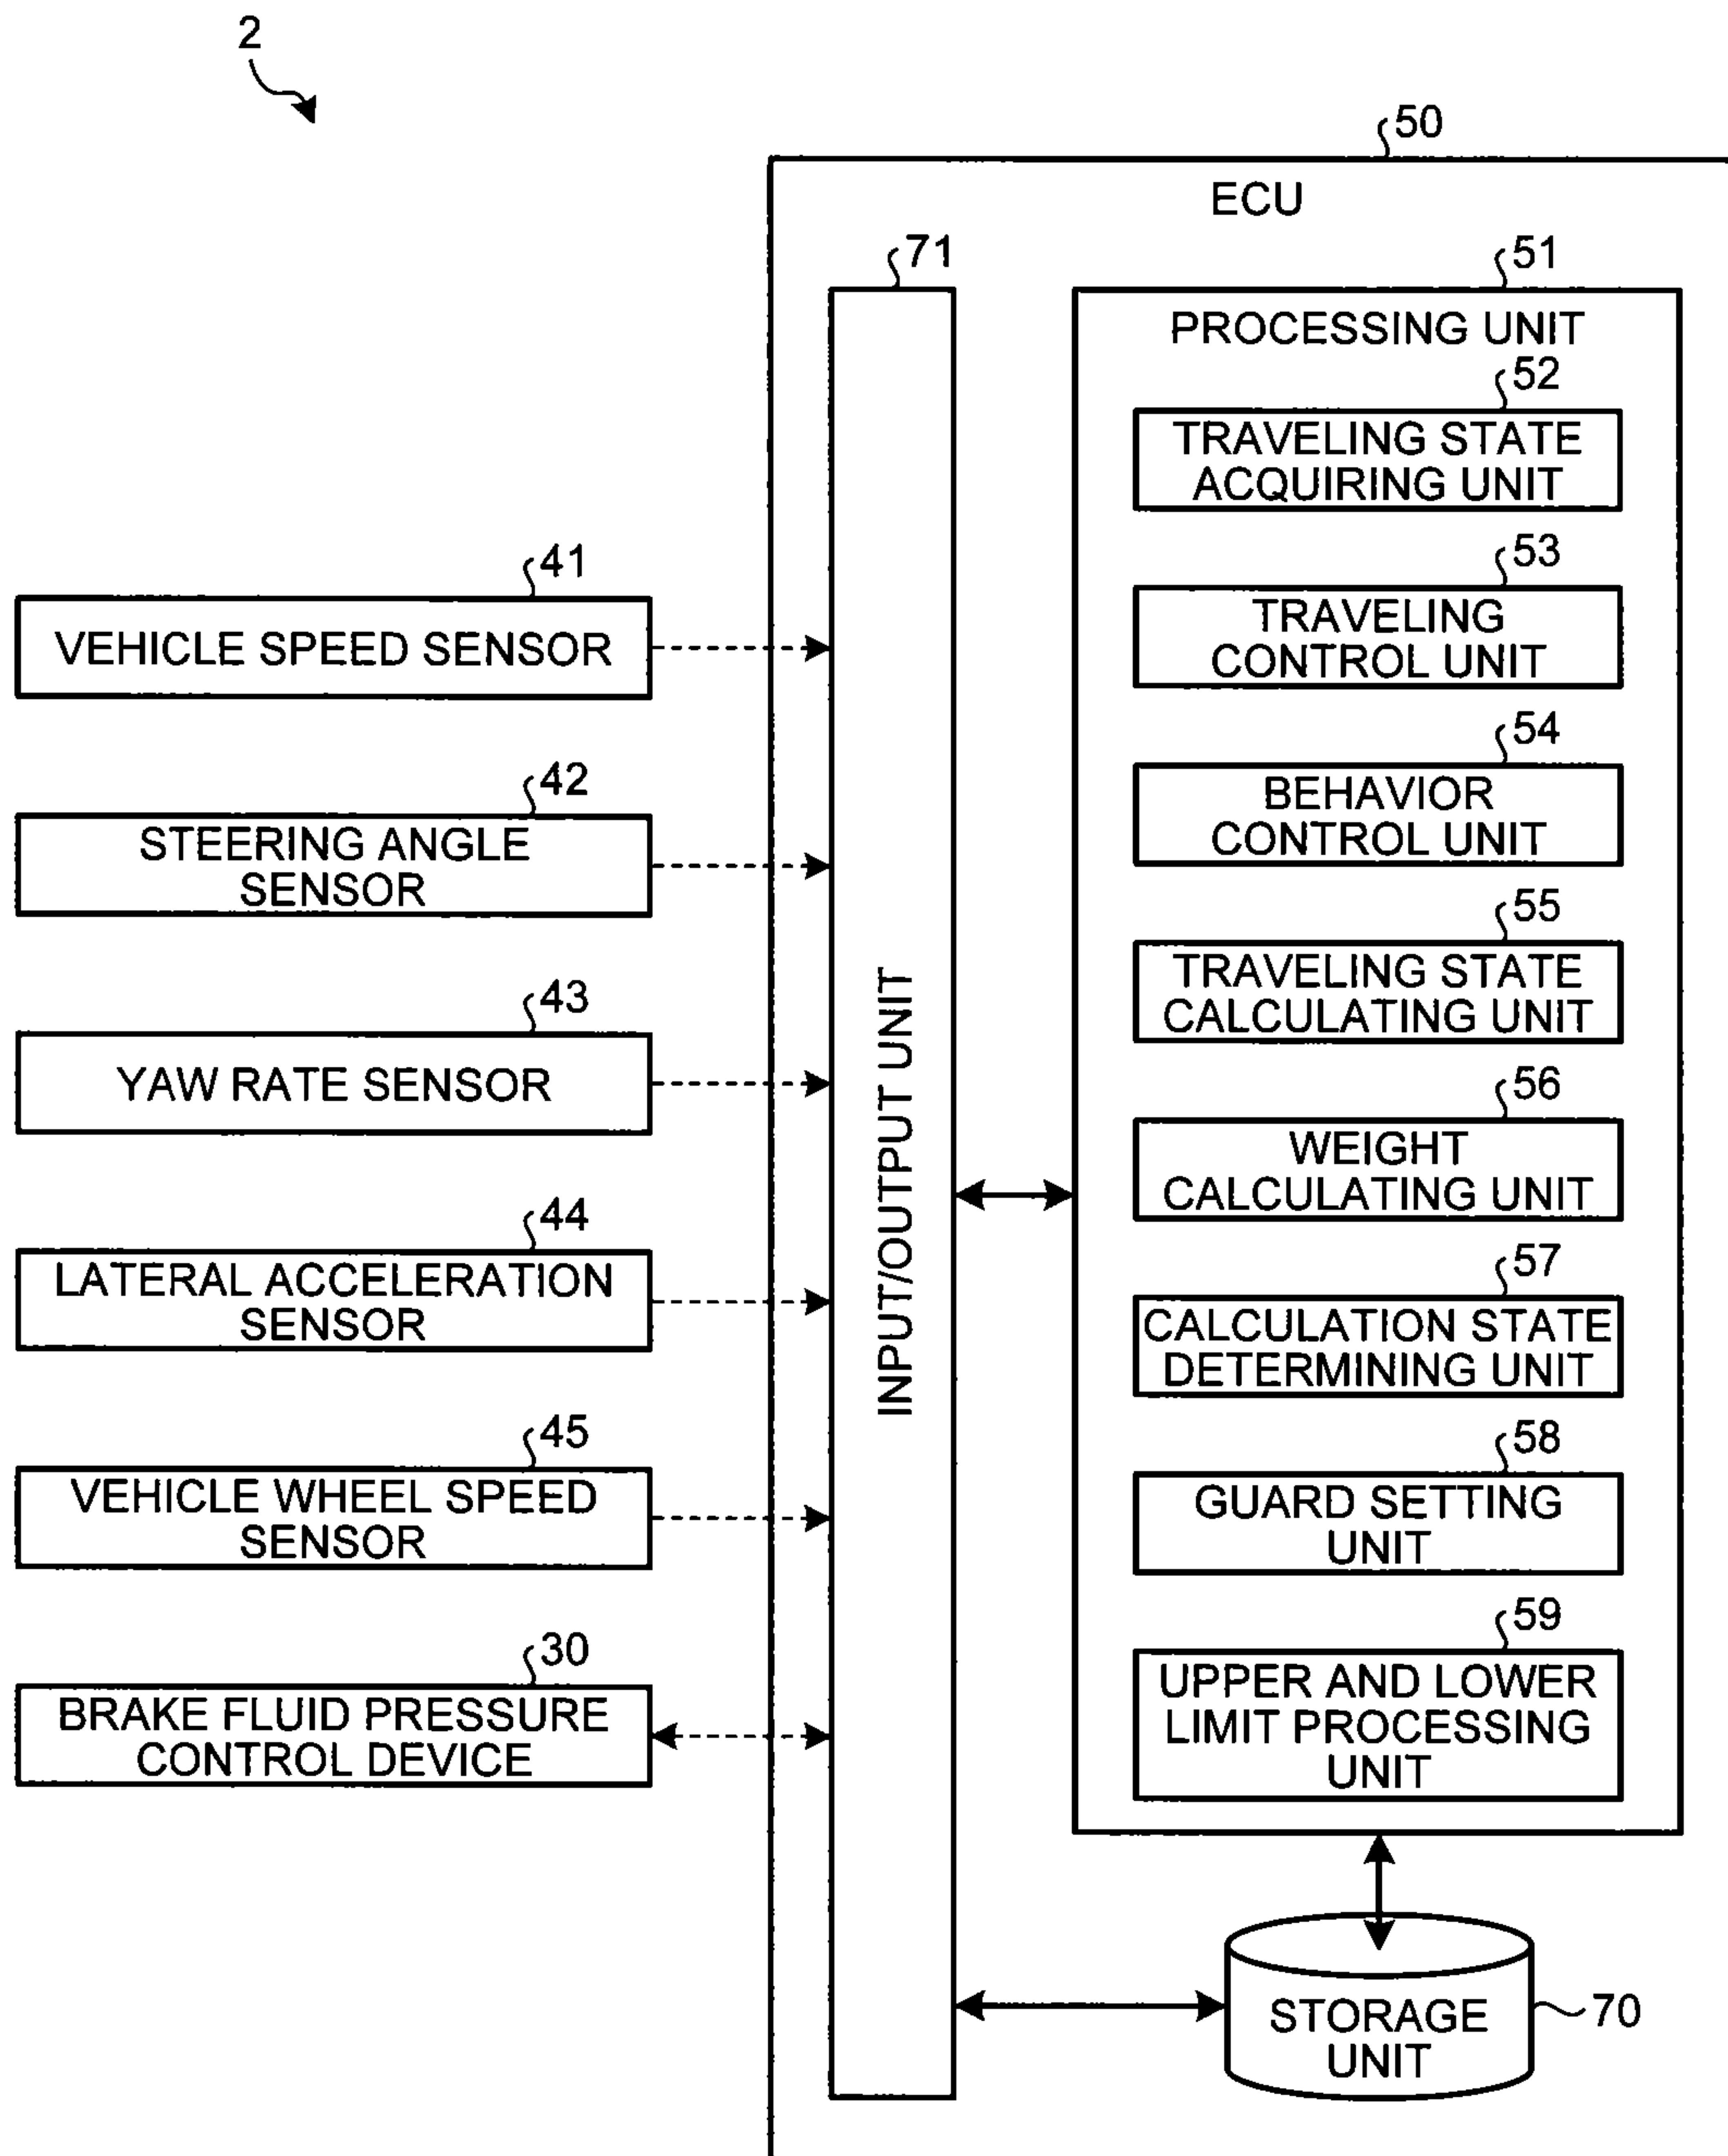 2
50
ECU
71
51
PROCESSING UNIT
52
TRAVELING STATE
ACQUIRING UNIT
53
TRAVELING
CONTROL UNIT
54
BEHAVIOR
CONTROL UNIT
55
TRAVELING STATE
CALCULATING UNIT
56
WEIGHT
CALCULATING UNIT
57
CALCULATION STATE
DETERMINING UNIT
58
GUARD SETTING
UNIT
59
UPPER AND LOWER
LIMIT PROCESSING
UNIT
INPUT/OUTPUT UNIT
41
VEHICLE SPEED SENSOR
42
STEERING ANGLE
SENSOR
43
YAW RATE SENSOR
44
LATERAL ACCELERATION
SENSOR
45
VEHICLE WHEEL SPEED
SENSOR
30
BRAKE FLUID PRESSURE
CONTROL DEVICE
STORAGE
UNIT
70